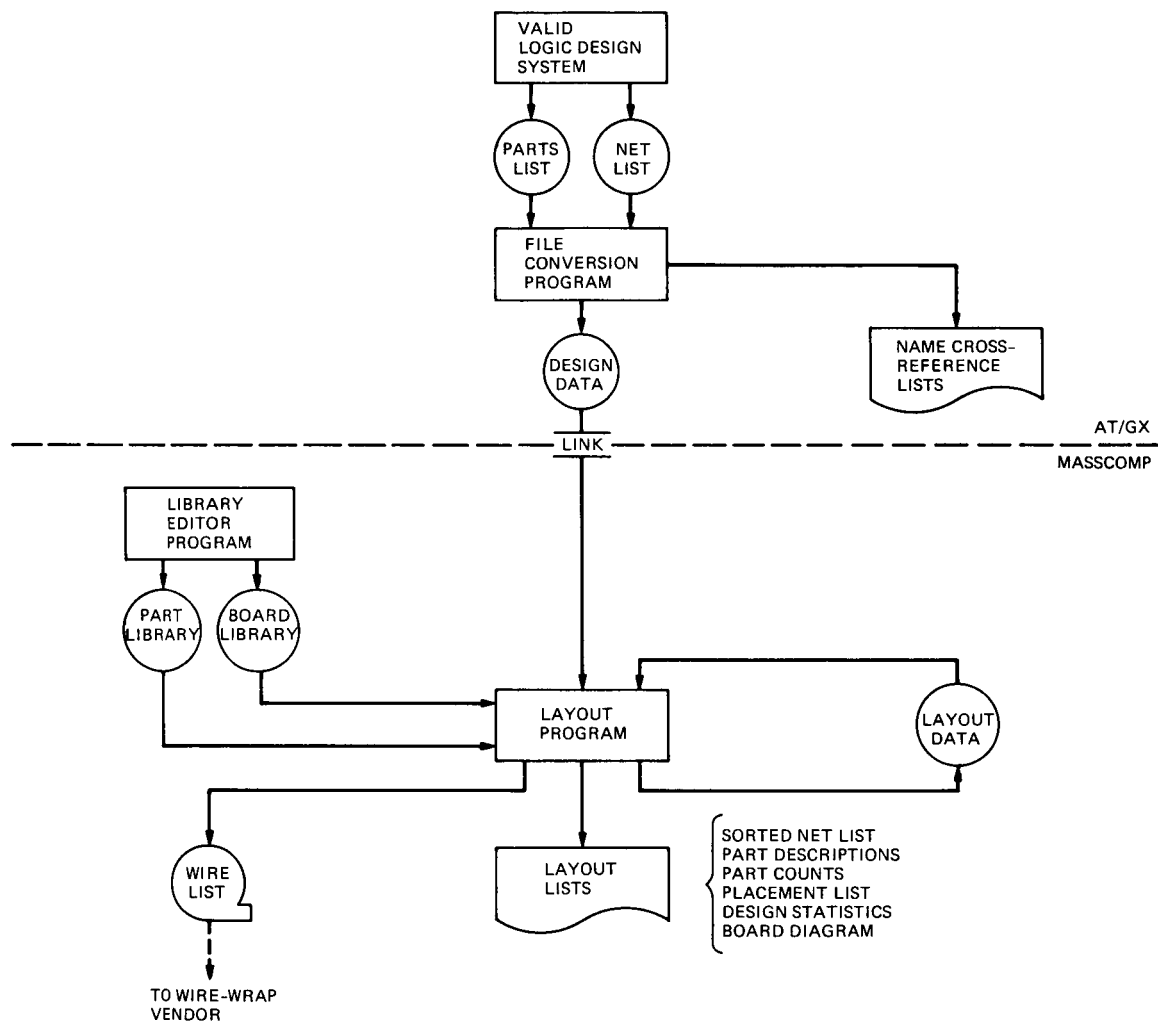 VALID
LOGIC DESIGN
SYSTEM
PARTS
LIST
NET
LIST
FILE
CONVERSION
PROGRAM
DESIGN
DATA
NAME CROSS-
REFERENCE
LISTS
AT/GX
LINK
MASSCOMP
LIBRARY
EDITOR
PROGRAM
PART
LIBRARY
BOARD
LIBRARY
LAYOUT
PROGRAM
LAYOUT
DATA
WIRE
LIST
LAYOUT
LISTS
SORTED NET LIST
PART DESCRIPTIONS
PART COUNTS
PLACEMENT LIST
DESIGN STATISTICS
BOARD DIAGRAM
TO WIRE-WRAP
VENDOR